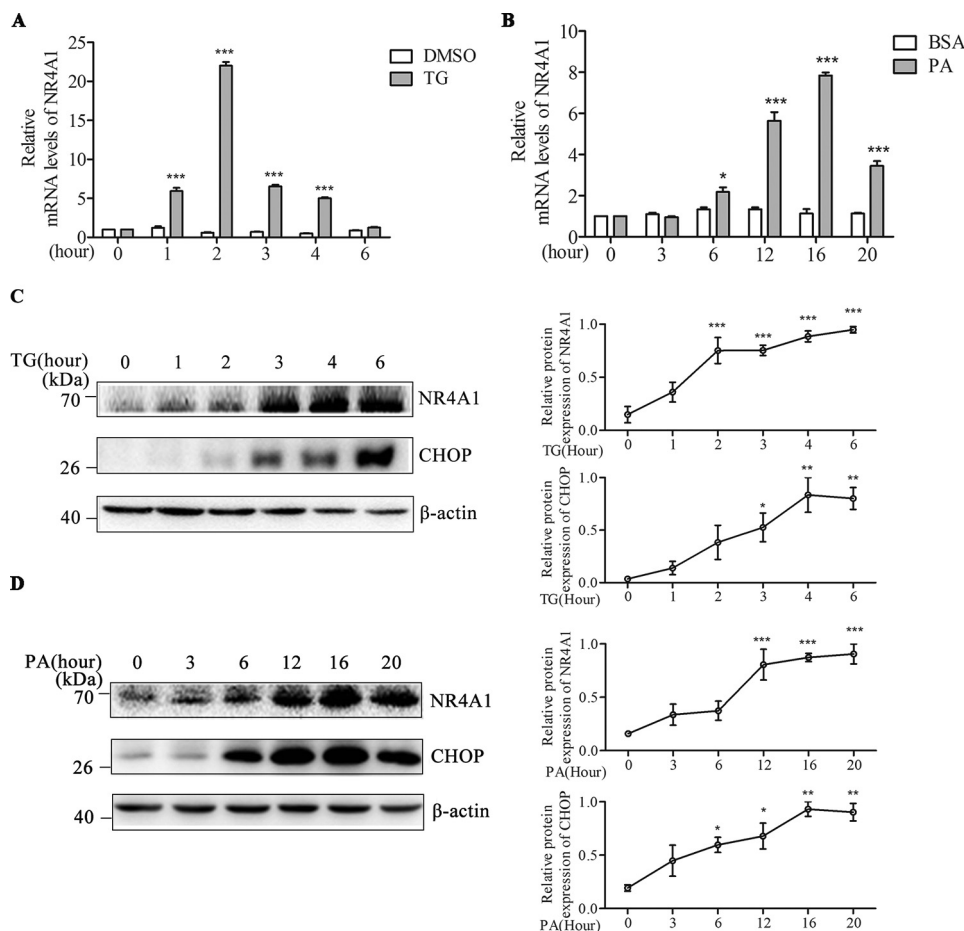 A
Relative
mRNA levels of NR4A1
25
20
15
10
5
0
***
***
***
***
DMSO
TG
(hour)
0 1 2 3 4 6
B
Relative
mRNA levels of NR4A1
10
8
6
4
2
0
*
***
***
***
BSA
PA
(hour)
0 3 6 12 16 20
C
TG(hour) 0 1 2 3 4 6
(kDa)
70
NR4A1
26
CHOP
40
β-actin
Relative protein
expression of NR4A1
1.0
0.5
0.0
***
***
***
***
TG(Hour) 0 1 2 3 4 6
Relative protein
expression of CHOP
1.0
0.5
0.0
*
**
**
TG(Hour) 0 1 2 3 4 6
D
PA(hour) 0 3 6 12 16 20
(kDa)
70
NR4A1
26
CHOP
40
β-actin
Relative protein
expression of NR4A1
1.0
0.5
0.0
***
***
***
PA(Hour) 0 3 6 12 16 20
Relative protein
expression of CHOP
1.0
0.5
0.0
*
*
**
**
PA(Hour) 0 3 6 12 16 20